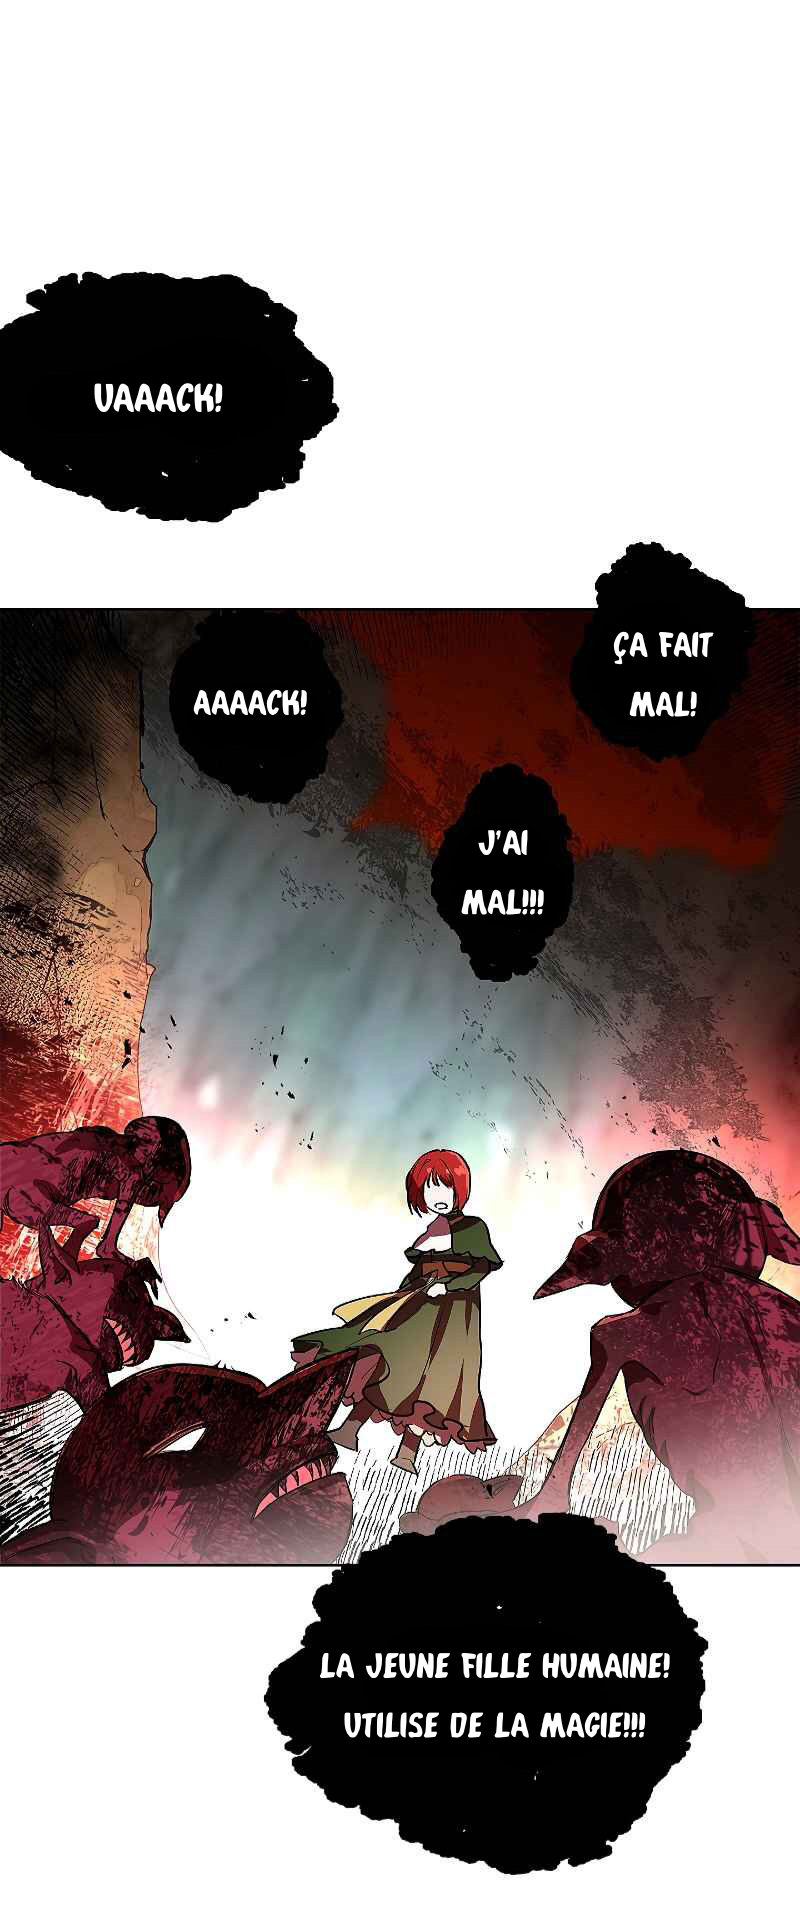 UAAACK!
AAAACK!
ÇA FAIT
MAL!
J'AI
MAL!!!
LA JEUNE FILLE HUMAINE!
UTILISE DE LA MAGIE!!!